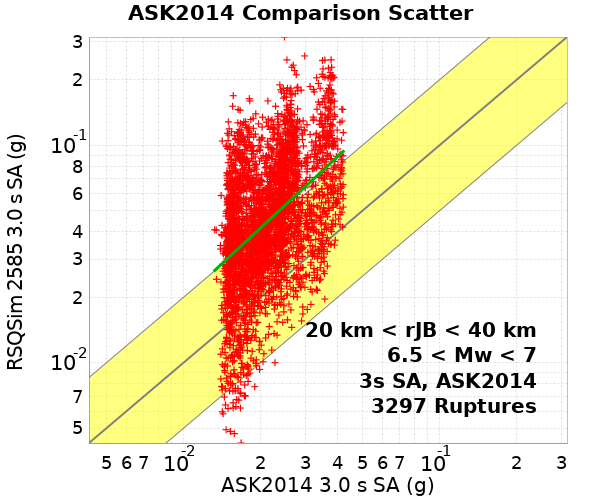 ASK2014 Comparison Scatter
RSQSim 2585 3.0 s SA (g)
3
2
10⁻¹
8
6
4
3
2
10⁻²
7
5
20 km < rJB < 40 km
6.5 < Mw < 7
3s SA, ASK2014
3297 Ruptures
5 6 7 10⁻² 2 3 4 5 6 7 10⁻¹ 2 3
ASK2014 3.0 s SA (g)